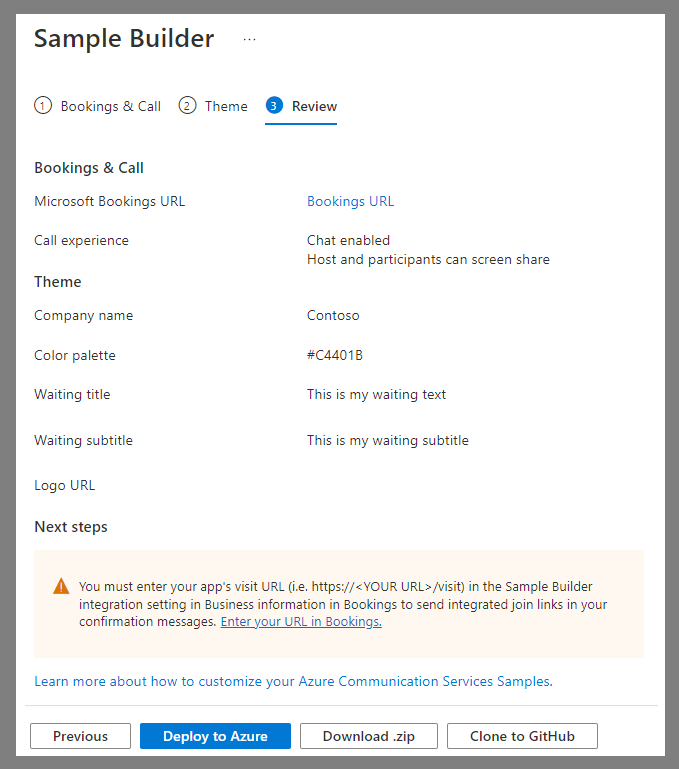 Sample Builder ...
1 Bookings & Call 2 Theme 3 Review
Bookings & Call
Microsoft Bookings URL Bookings URL
Call experience Chat enabled
Host and participants can screen share
Theme
Company name Contoso
Color palette #C4401B
Waiting title This is my waiting text
Waiting subtitle This is my waiting subtitle
Logo URL
Next steps
You must enter your app's visit URL (i.e. https://<YOUR URL>/visit) in the Sample Builder
integration setting in Business information in Bookings to send integrated join links in your
confirmation messages. Enter your URL in Bookings.
Learn more about how to customize your Azure Communication Services Samples.
Previous Deploy to Azure Download .zip Clone to GitHub